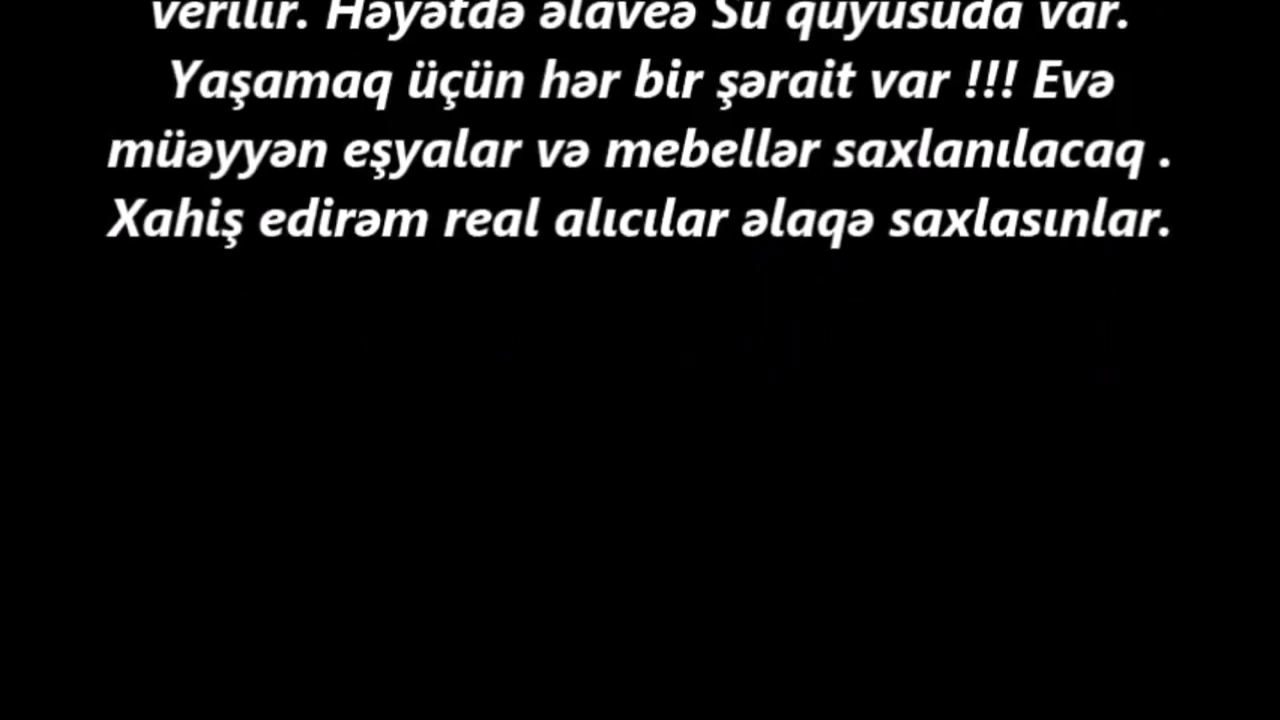 verilir. Həyətdə əlaveə Su quyusuda var.
Yaşamaq üçün hər bir şərait var !!! Evə
müəyyən eşyalar və mebellər saxlanılacaq .
Xahiş edirəm real alıcılar əlaqə saxlasınlar.